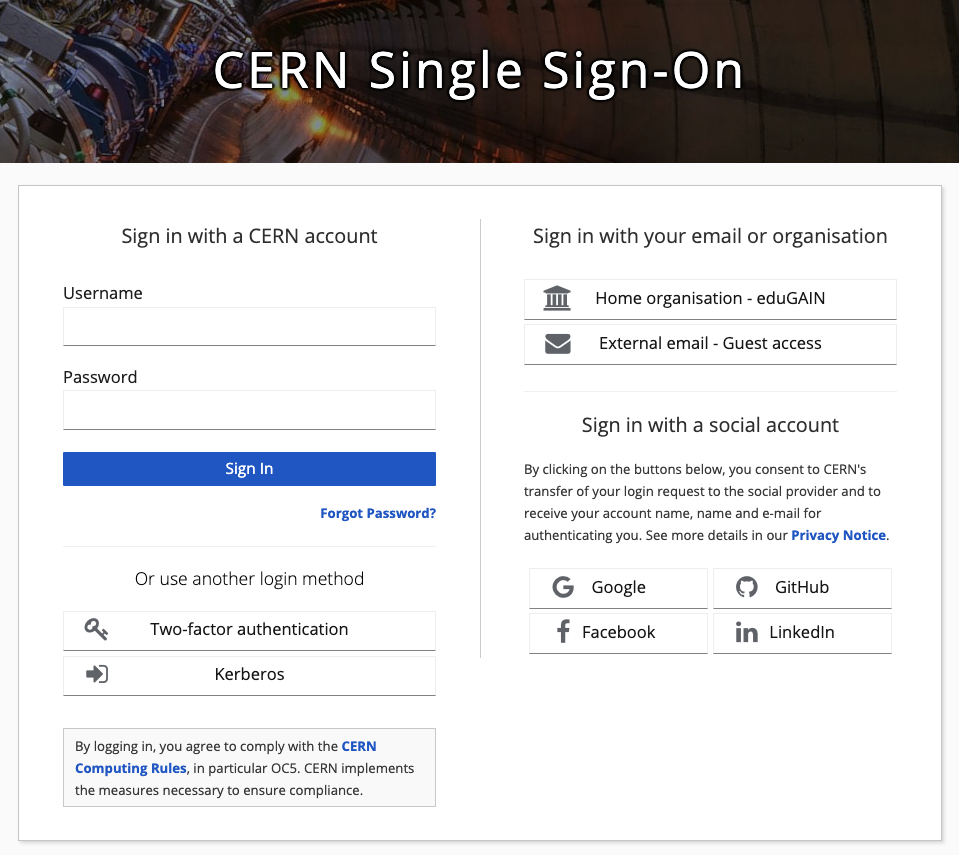 CERN Single Sign-On
Sign in with a CERN account
Username
Password
Sign In
Forgot Password?
Or use another login method
Two-factor authentication
Kerberos
By logging in, you agree to comply with the CERN
Computing Rules, in particular OC5. CERN implements
the measures necessary to ensure compliance.
Sign in with your email or organisation
Home organisation - eduGAIN
External email - Guest access
Sign in with a social account
By clicking on the buttons below, you consent to CERN's
transfer of your login request to the social provider and to
receive your account name, name and e-mail for
authenticating you. See more details in our Privacy Notice.
Google
GitHub
Facebook
LinkedIn